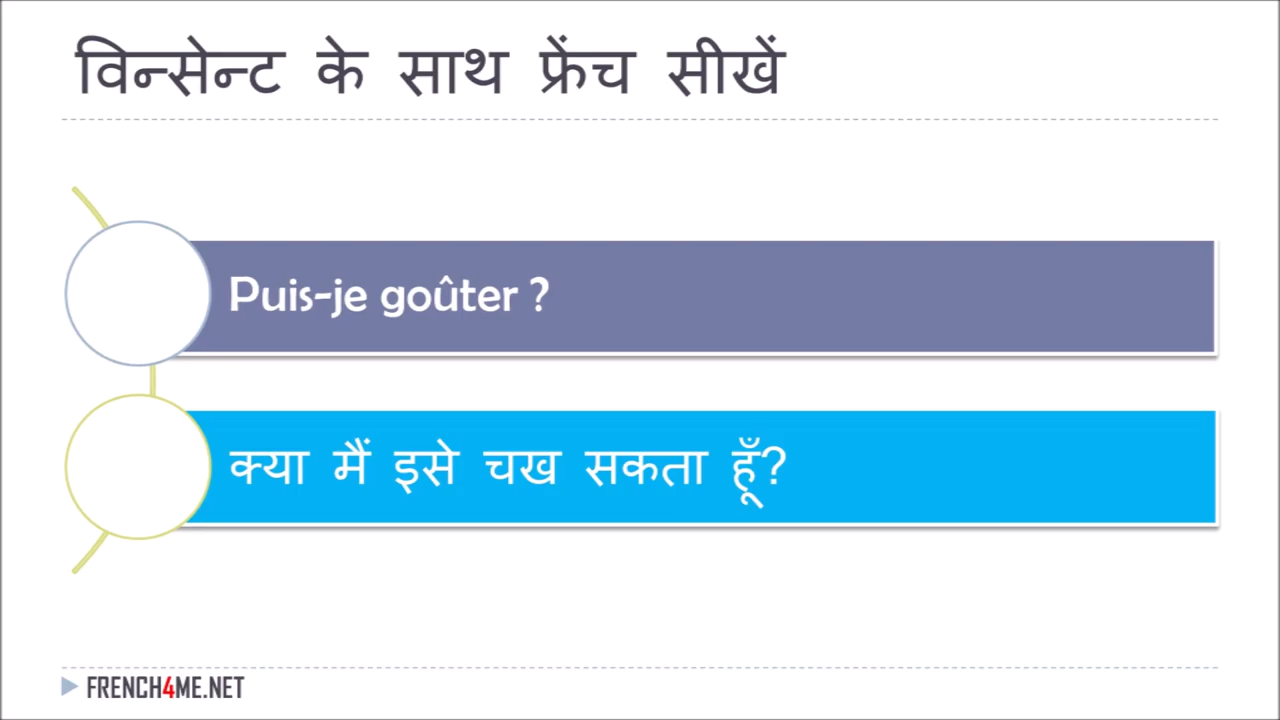 विन्सेन्ट के साथ फ्रेंच सीखें
Puis-je goûter ?
क्या मैं इसे चख सकता हूँ?
FRENCH4ME.NET